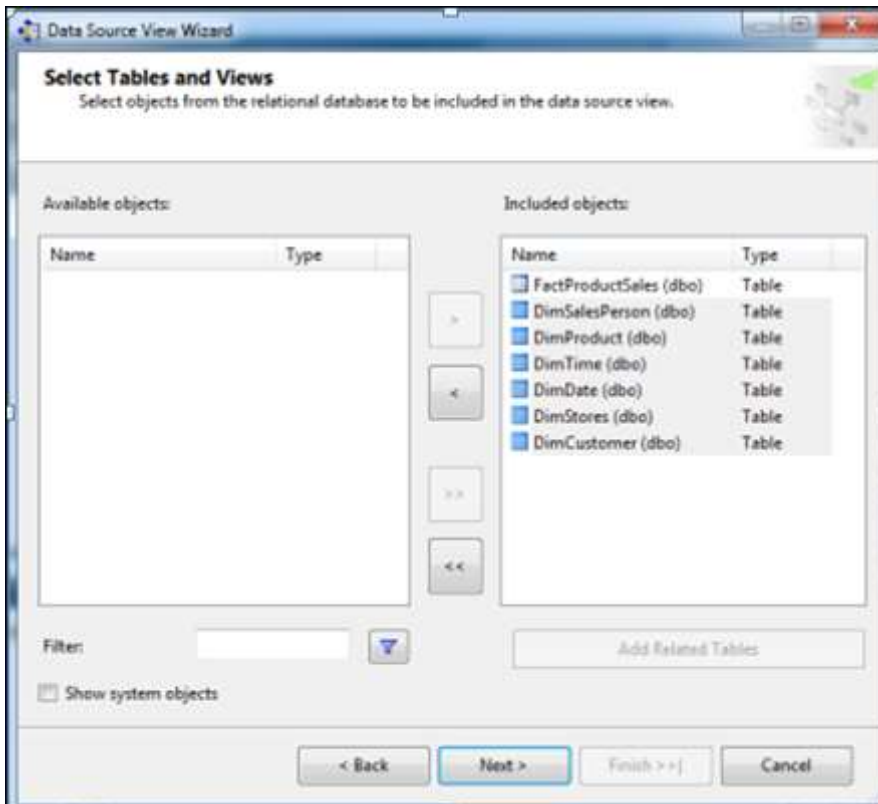 Data Source View Wizard
Select Tables and Views
Select objects from the relational database to be included in the data source view.
Available objects:
Included objects:
Name Type
Name Type
FactProductSales (dbo) Table
DimSalesPerson (dbo) Table
DimProduct (dbo) Table
DimTime (dbo) Table
DimDate (dbo) Table
DimStores (dbo) Table
DimCustomer (dbo) Table
>
<
>>
<<
Filter:
Add Related Tables
Show system objects
< Back Next > Finish >>| Cancel